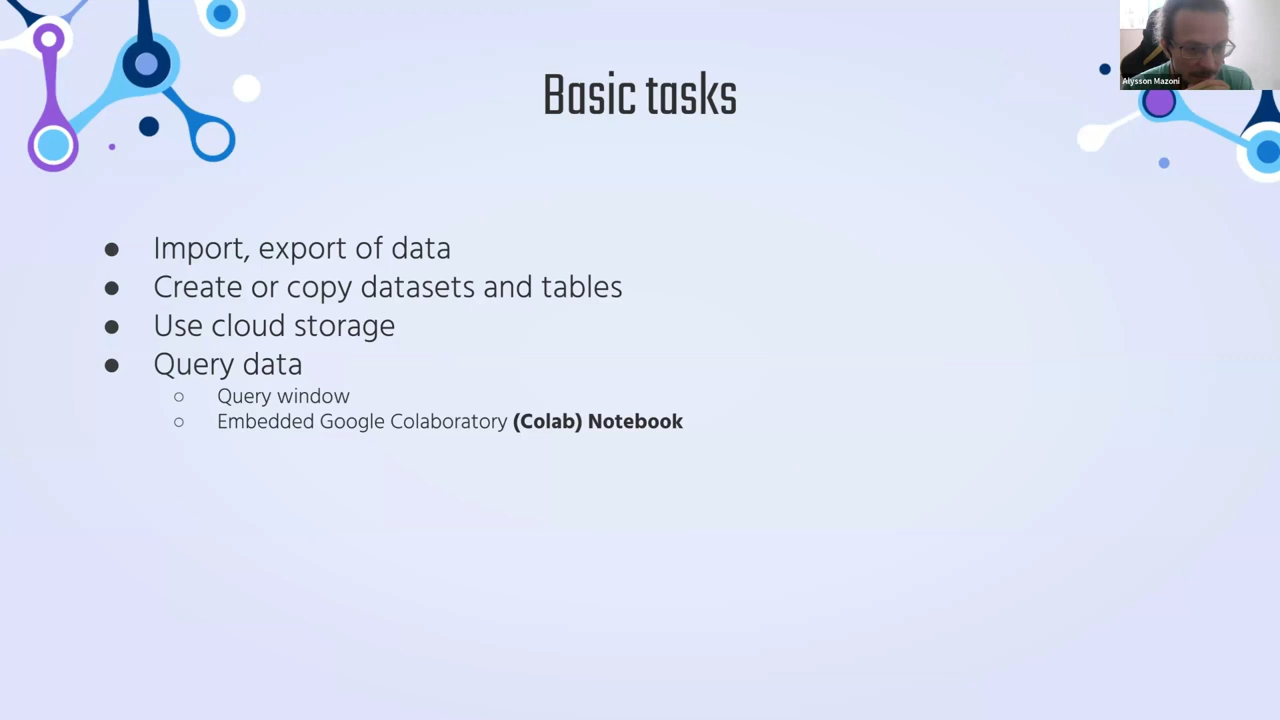 Alysson Mazoni
Basic tasks
● Import, export of data
● Create or copy datasets and tables
● Use cloud storage
● Query data
○ Query window
○ Embedded Google Colaboratory (Colab) Notebook